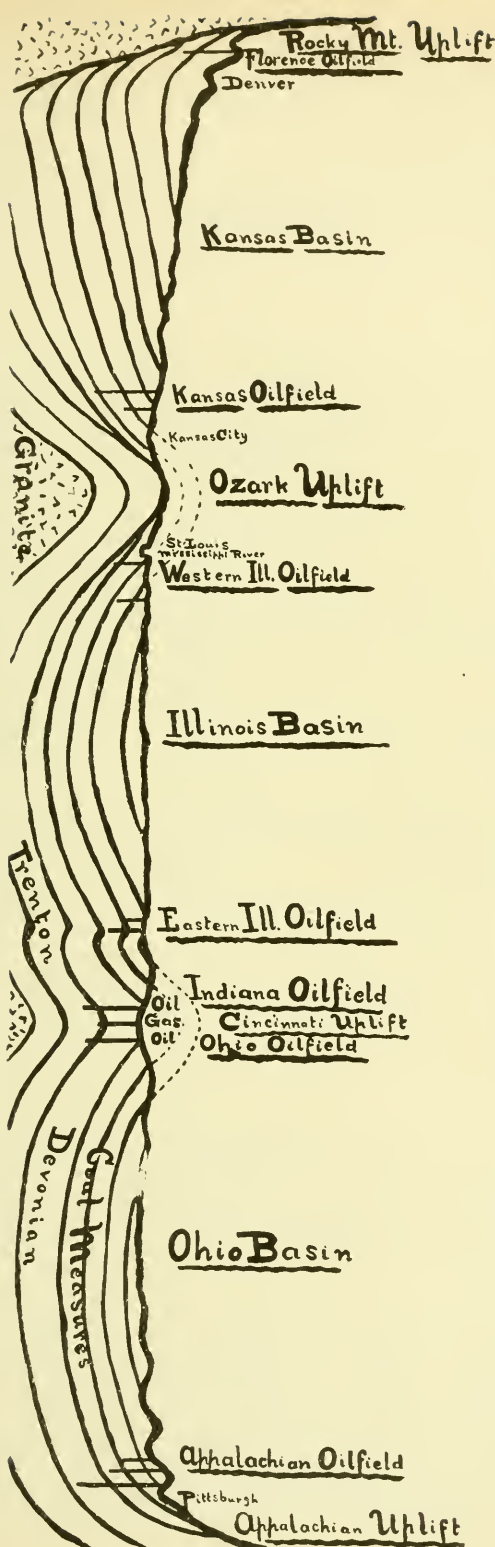 Rocky Mt. Uplift
Florence Oilfield
Denver
Kansas Basin
Kansas Oilfield
Kansas City
Granite
Ozark Uplift
St. Louis
Mississippi River
Western Ill. Oilfield
Illinois Basin
Trenton
Eastern Ill. Oilfield
Indiana Oilfield
Oil
Gas
Cincinnati Uplift
Oil
Ohio Oilfield
Devonian
Coal Measures
Ohio Basin
Appalachian Oilfield
Pittsburgh
Appalachian Uplift